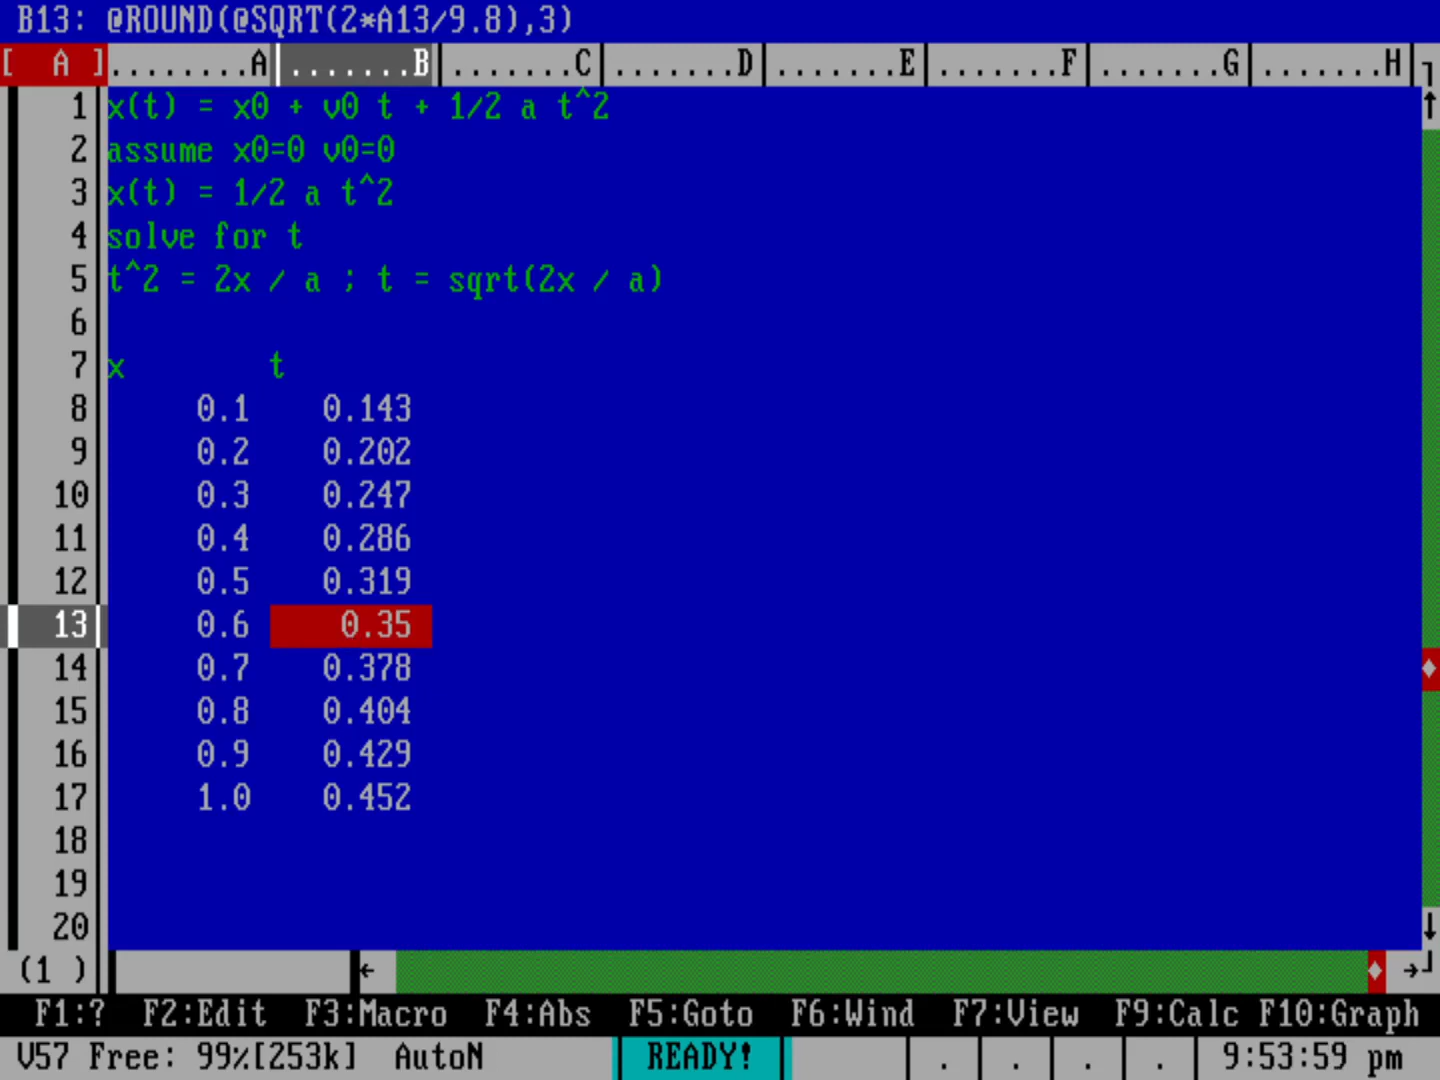 B13: @ROUND(@SQRT(2*A13/9.8),3)
[ A ]........A .......B .......C .......D .......E .......F .......G .......H
1 x(t) = x0 + v0 t + 1/2 a t^2
2 assume x0=0 v0=0
3 x(t) = 1/2 a t^2
4 solve for t
5 t^2 = 2x / a ; t = sqrt(2x / a)
6
7 x t
8 0.1 0.143
9 0.2 0.202
10 0.3 0.247
11 0.4 0.286
12 0.5 0.319
13 0.6 0.35
14 0.7 0.378
15 0.8 0.404
16 0.9 0.429
17 1.0 0.452
18
19
20
(1 )
F1:? F2:Edit F3:Macro F4:Abs F5:Goto F6:Wind F7:View F9:Calc F10:Graph
V57 Free: 99%[253k] AutoN READY! . . . . 9:53:59 pm